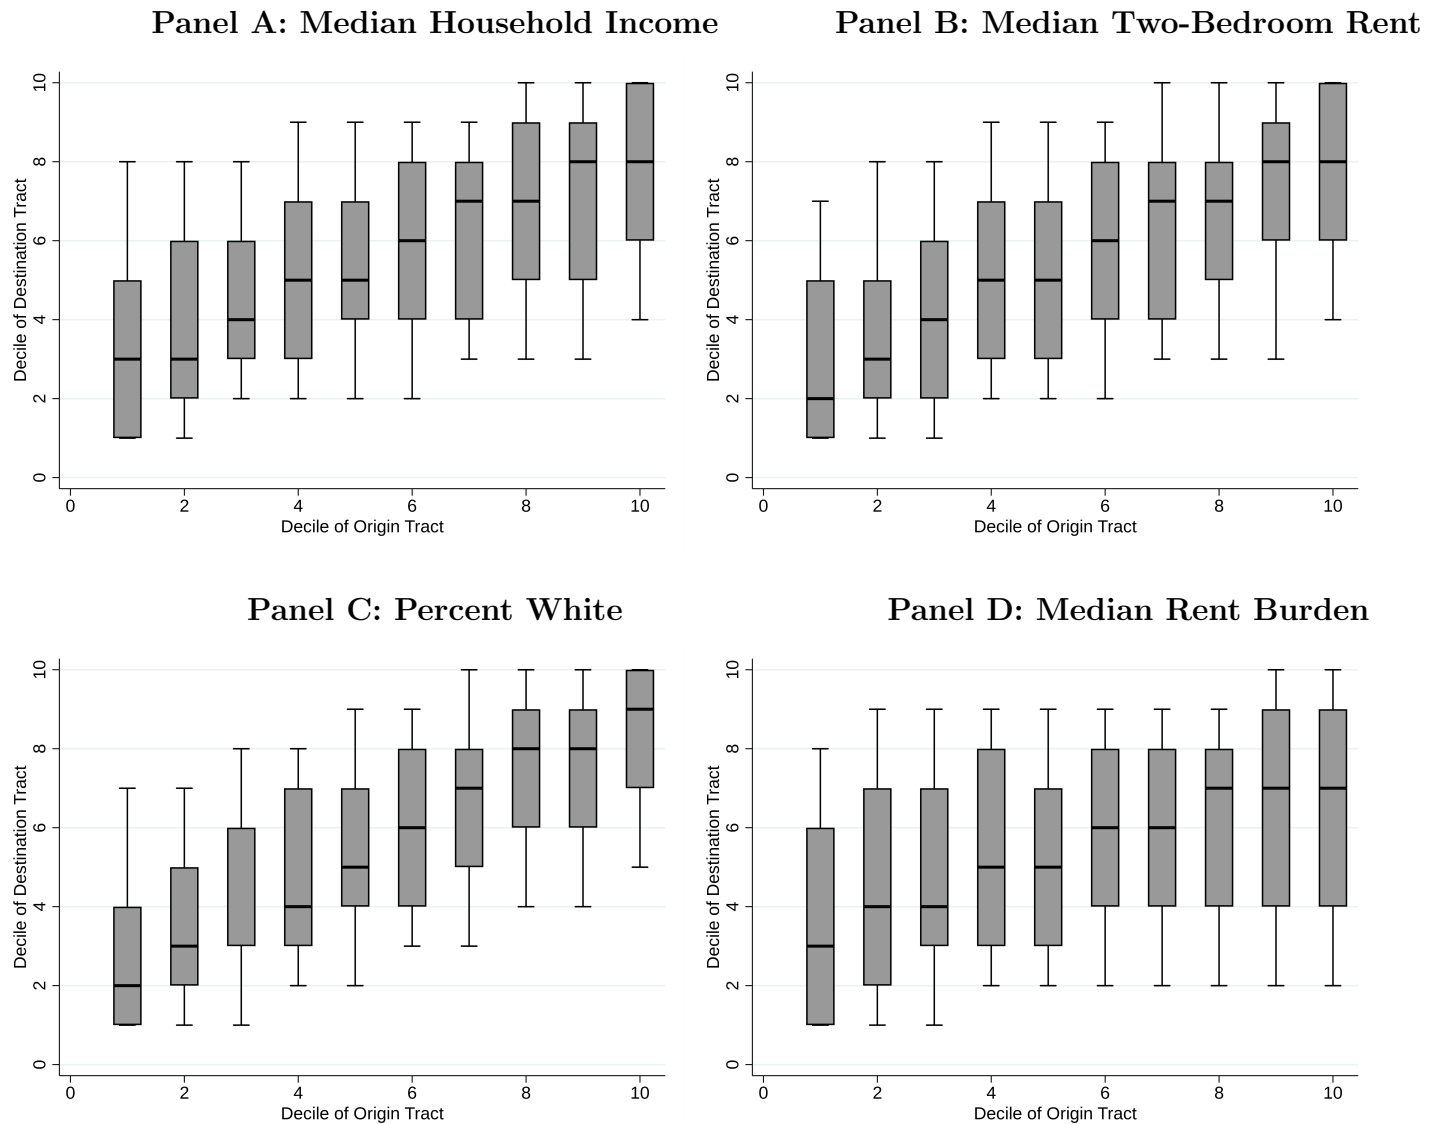 Panel A: Median Household Income
10
8
6
4
2
0
Decile of Destination Tract
0 2 4 6 8 10
Decile of Origin Tract
Panel B: Median Two-Bedroom Rent
10
8
6
4
2
0
Decile of Destination Tract
0 2 4 6 8 10
Decile of Origin Tract
Panel C: Percent White
10
8
6
4
2
0
Decile of Destination Tract
0 2 4 6 8 10
Decile of Origin Tract
Panel D: Median Rent Burden
10
8
6
4
2
0
Decile of Destination Tract
0 2 4 6 8 10
Decile of Origin Tract